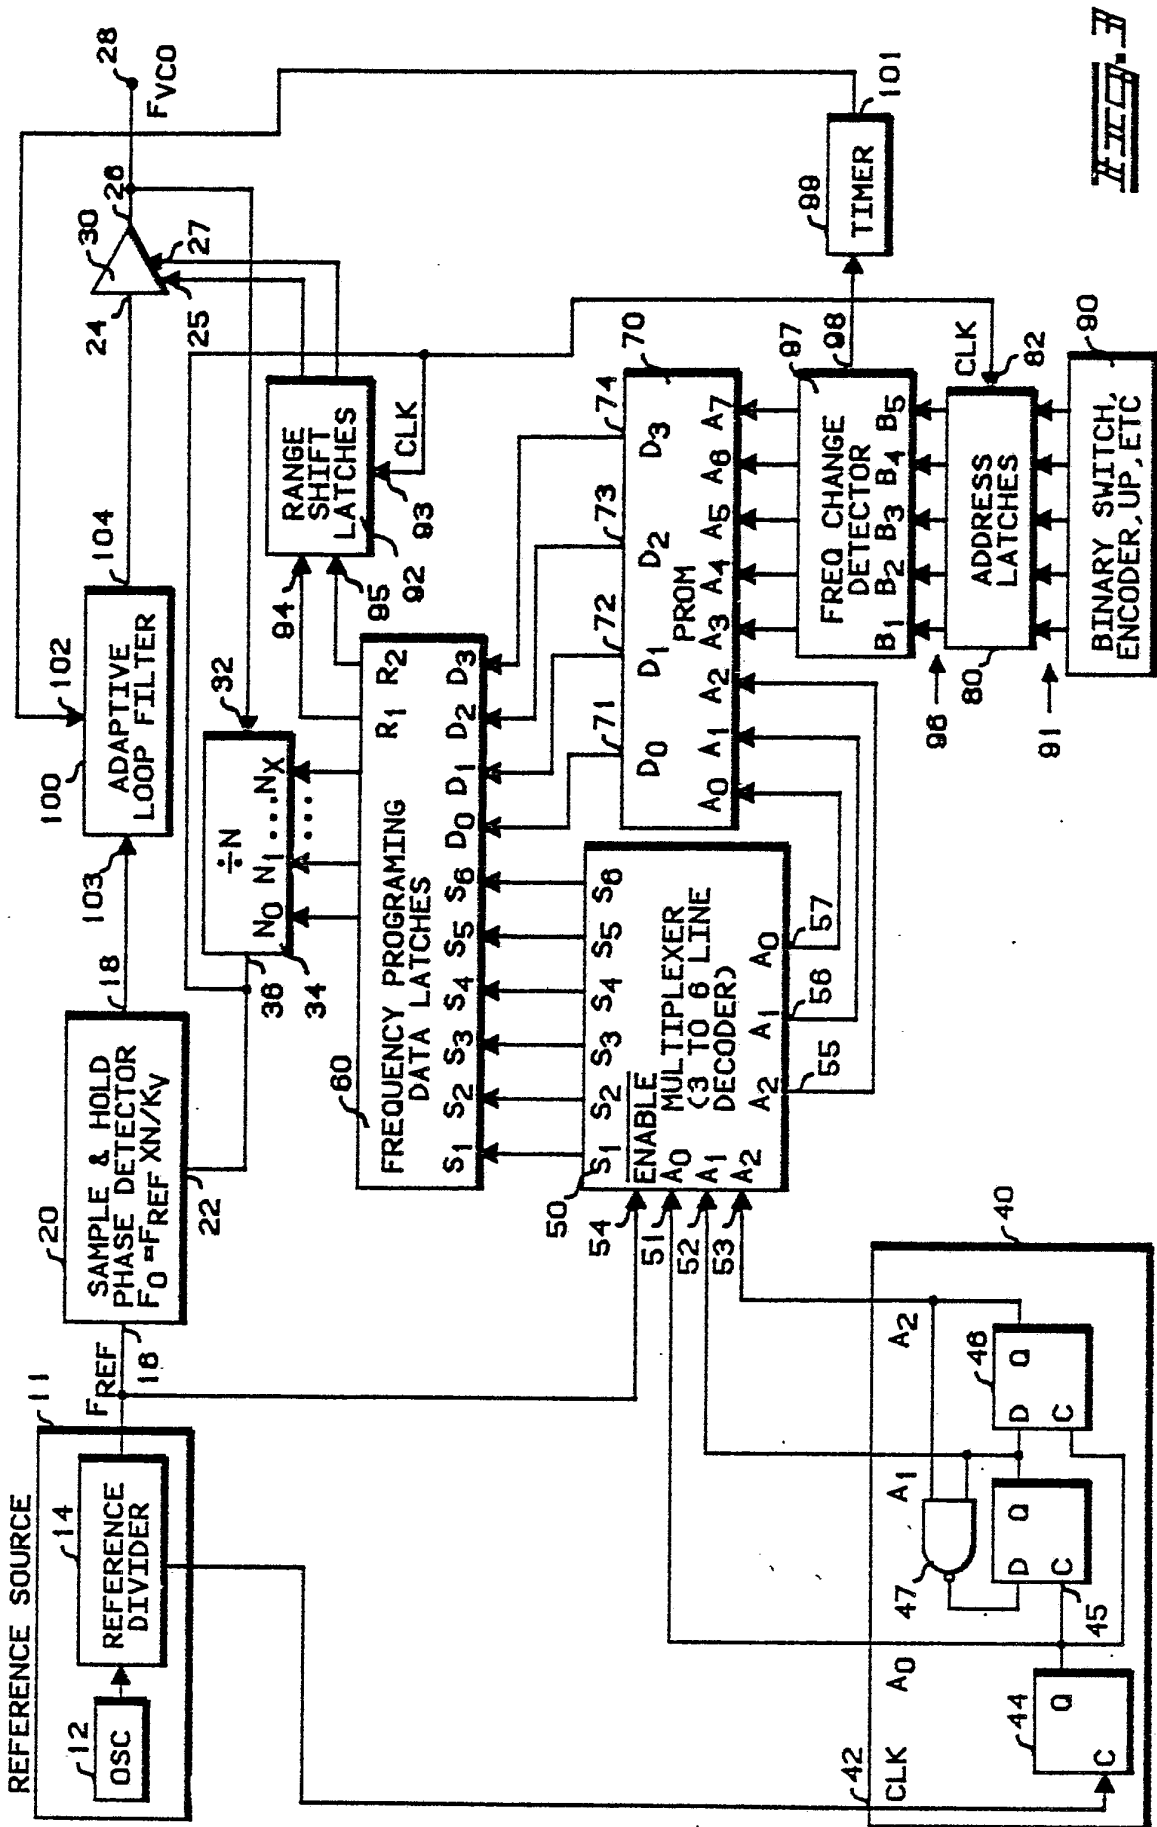 REFERENCE SOURCE
11
12
OSC
14
REFERENCE
DIVIDER
FREF
16
20
SAMPLE & HOLD
PHASE DETECTOR
FO = FREF XN/KV
22
18
103
100
102
ADAPTIVE
LOOP FILTER
104
24
30
26
28
FVCO
25
27
36
34
÷N
N0 N1 ... NX
32
60
FREQUENCY PROGRAMING
DATA LATCHES
R1 R2
S1 S2 S3 S4 S5 S6 D0 D1 D2 D3
94
95
RANGE
SHIFT
LATCHES
92
93
CLK
50
S1 S2 S3 S4 S5 S6
54
51
52
53
ENABLE
A0
A1
A2
MULTIPLEXER
(3 TO 6 LINE
DECODER)
A2 A1 A0
55
56
57
71
72
73
74
70
D0 D1 D2 D3
PROM
A0 A1 A2 A3 A4 A5 A6 A7
97
98
FREQ CHANGE
DETECTOR
B1 B2 B3 B4 B5
99
TIMER
101
96
80
ADDRESS
LATCHES
CLK
82
91
BINARY SWITCH,
ENCODER, UP, ETC
90
42
CLK
A0
A1
A2
40
44
Q
C
45
D
Q
C
47
46
D
Q
C
FIG. 3